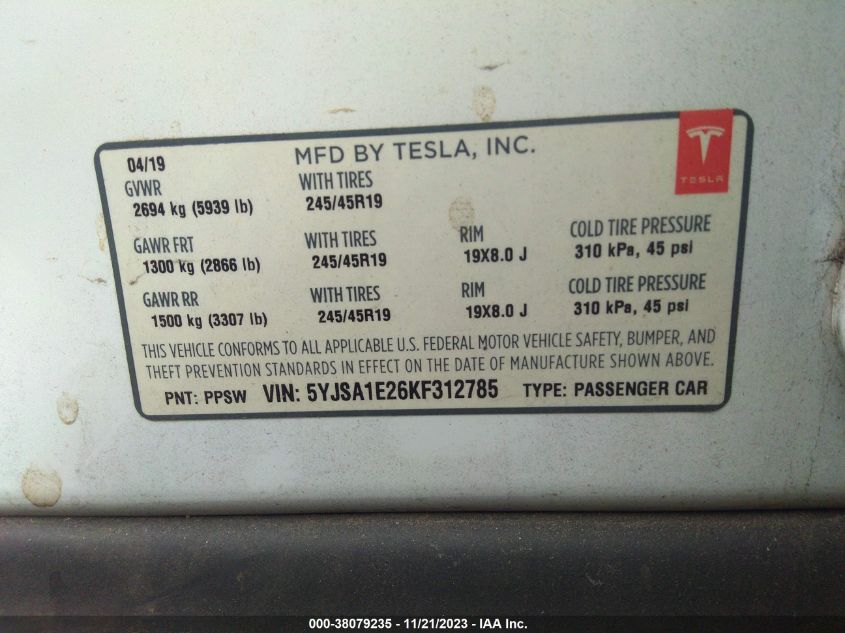 04/19
MFD BY TESLA, INC.
TESLA
GVWR WITH TIRES
2694 kg (5939 lb) 245/45R19
GAWR FRT WITH TIRES RIM COLD TIRE PRESSURE
1300 kg (2866 lb) 245/45R19 19X8.0 J 310 kPa, 45 psi
GAWR RR WITH TIRES RIM COLD TIRE PRESSURE
1500 kg (3307 lb) 245/45R19 19X8.0 J 310 kPa, 45 psi
THIS VEHICLE CONFORMS TO ALL APPLICABLE U.S. FEDERAL MOTOR VEHICLE SAFETY, BUMPER, AND
THEFT PREVENTION STANDARDS IN EFFECT ON THE DATE OF MANUFACTURE SHOWN ABOVE.
PNT: PPSW VIN: 5YJSA1E26KF312785 TYPE: PASSENGER CAR
000-38079235 - 11/21/2023 - IAA Inc.